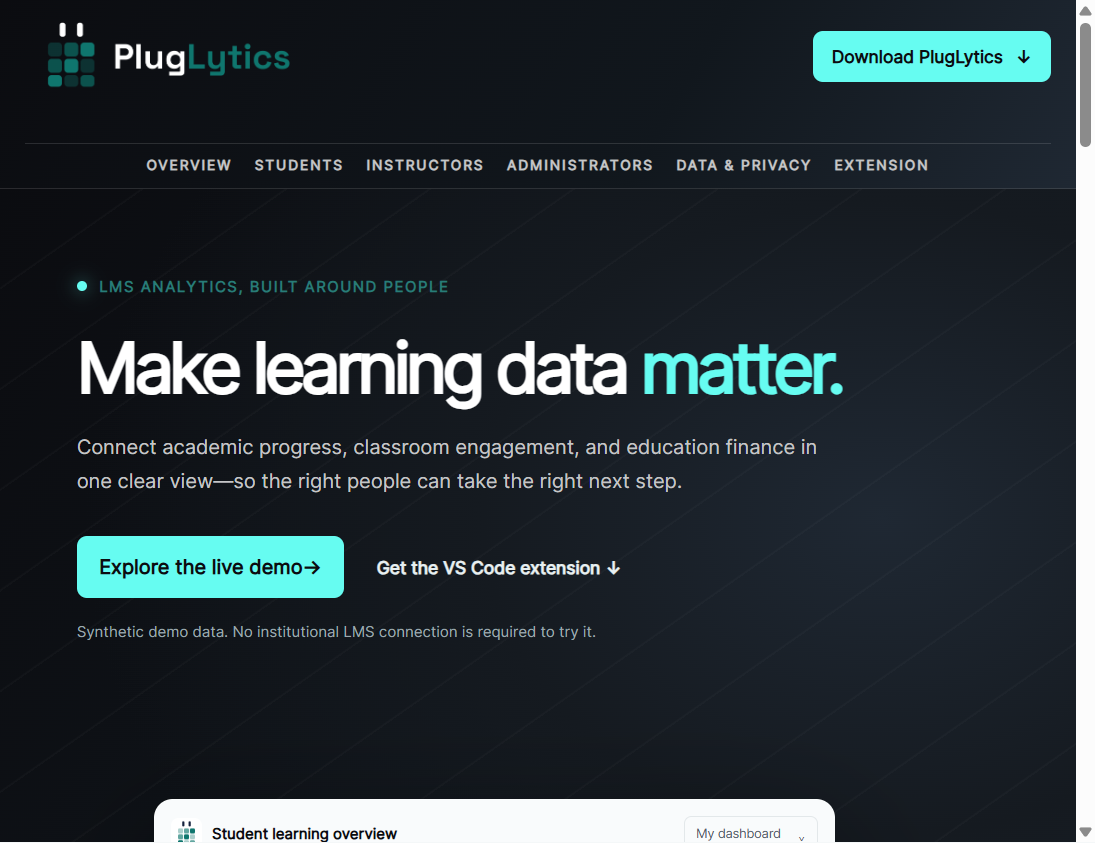 PlugLytics
Download PlugLytics ↓
OVERVIEW STUDENTS INSTRUCTORS ADMINISTRATORS DATA & PRIVACY EXTENSION
LMS ANALYTICS, BUILT AROUND PEOPLE
Make learning data matter.
Connect academic progress, classroom engagement, and education finance in
one clear view—so the right people can take the right next step.
Explore the live demo→
Get the VS Code extension ↓
Synthetic demo data. No institutional LMS connection is required to try it.
Student learning overview
My dashboard